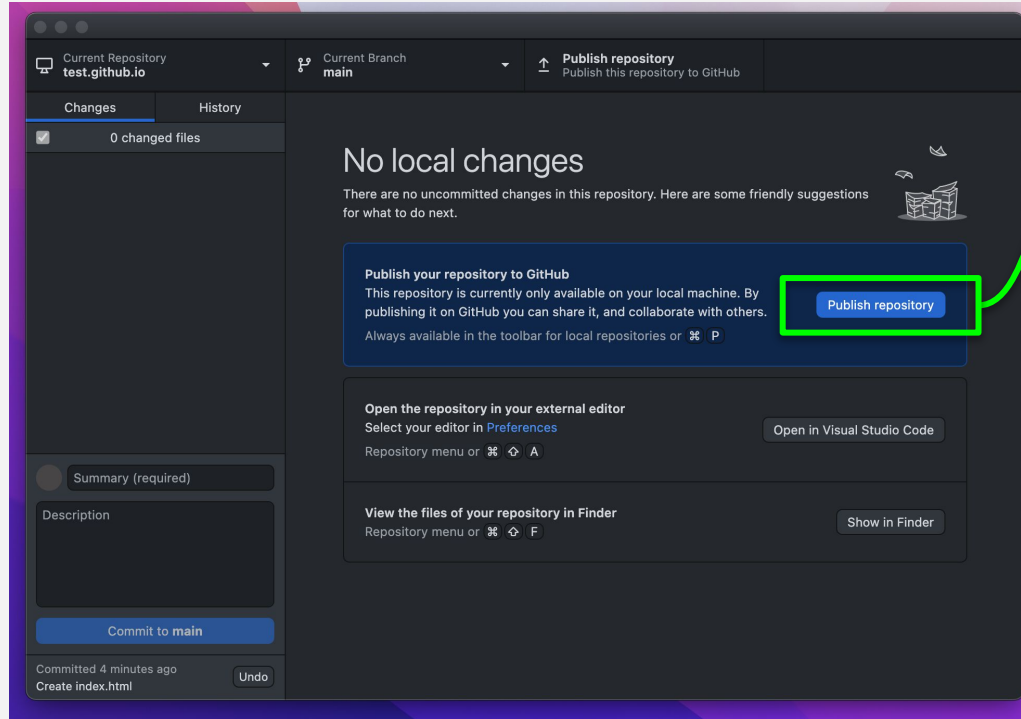 Current Repository
test.github.io
Current Branch
main
Publish repository
Publish this repository to GitHub
Changes
History
0 changed files
No local changes
There are no uncommitted changes in this repository. Here are some friendly suggestions
for what to do next.
Publish your repository to GitHub
This repository is currently only available on your local machine. By
publishing it on GitHub you can share it, and collaborate with others.
Always available in the toolbar for local repositories or ⌘ P
Publish repository
Open the repository in your external editor
Select your editor in Preferences
Repository menu or ⌘ ⇧ A
Open in Visual Studio Code
View the files of your repository in Finder
Repository menu or ⌘ ⇧ F
Show in Finder
Summary (required)
Description
Commit to main
Committed 4 minutes ago
Create index.html
Undo